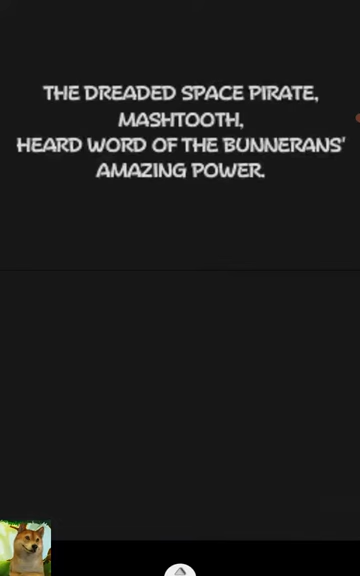 THE DREADED SPACE PIRATE,
MASHTOOTH,
HEARD WORD OF THE BUNNERANS'
AMAZING POWER.